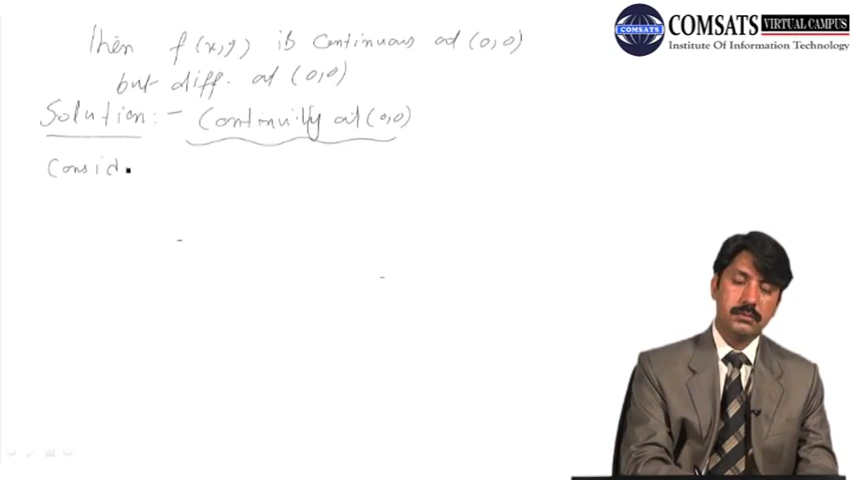 Then f(x,y) is continuous at (0,0)
but diff. at (0,0)
Solution:- Continuity at (0,0)
Consid
COMSATS
COMSATS VIRTUAL CAMPUS
Institute Of Information Technology